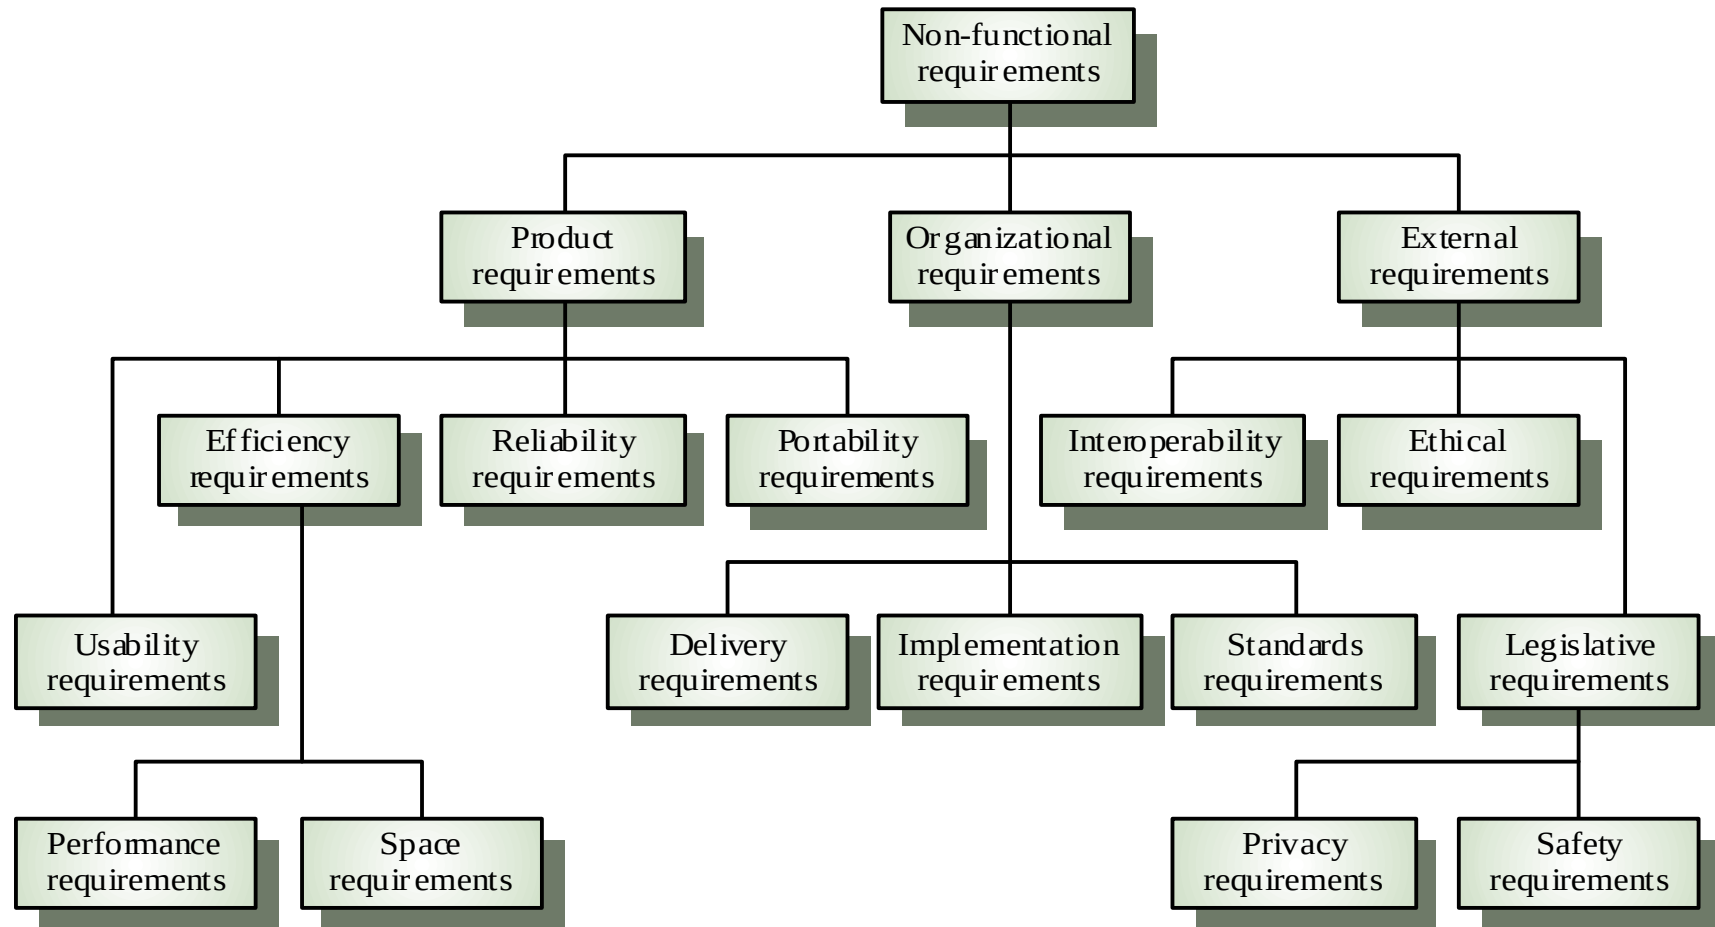 Non-functional
requirements
Product
requirements
Organizational
requirements
External
requirements
Efficiency
requirements
Reliability
requirements
Portability
requirements
Interoperability
requirements
Ethical
requirements
Usability
requirements
Delivery
requirements
Implementation
requirements
Standards
requirements
Legislative
requirements
Performance
requirements
Space
requirements
Privacy
requirements
Safety
requirements